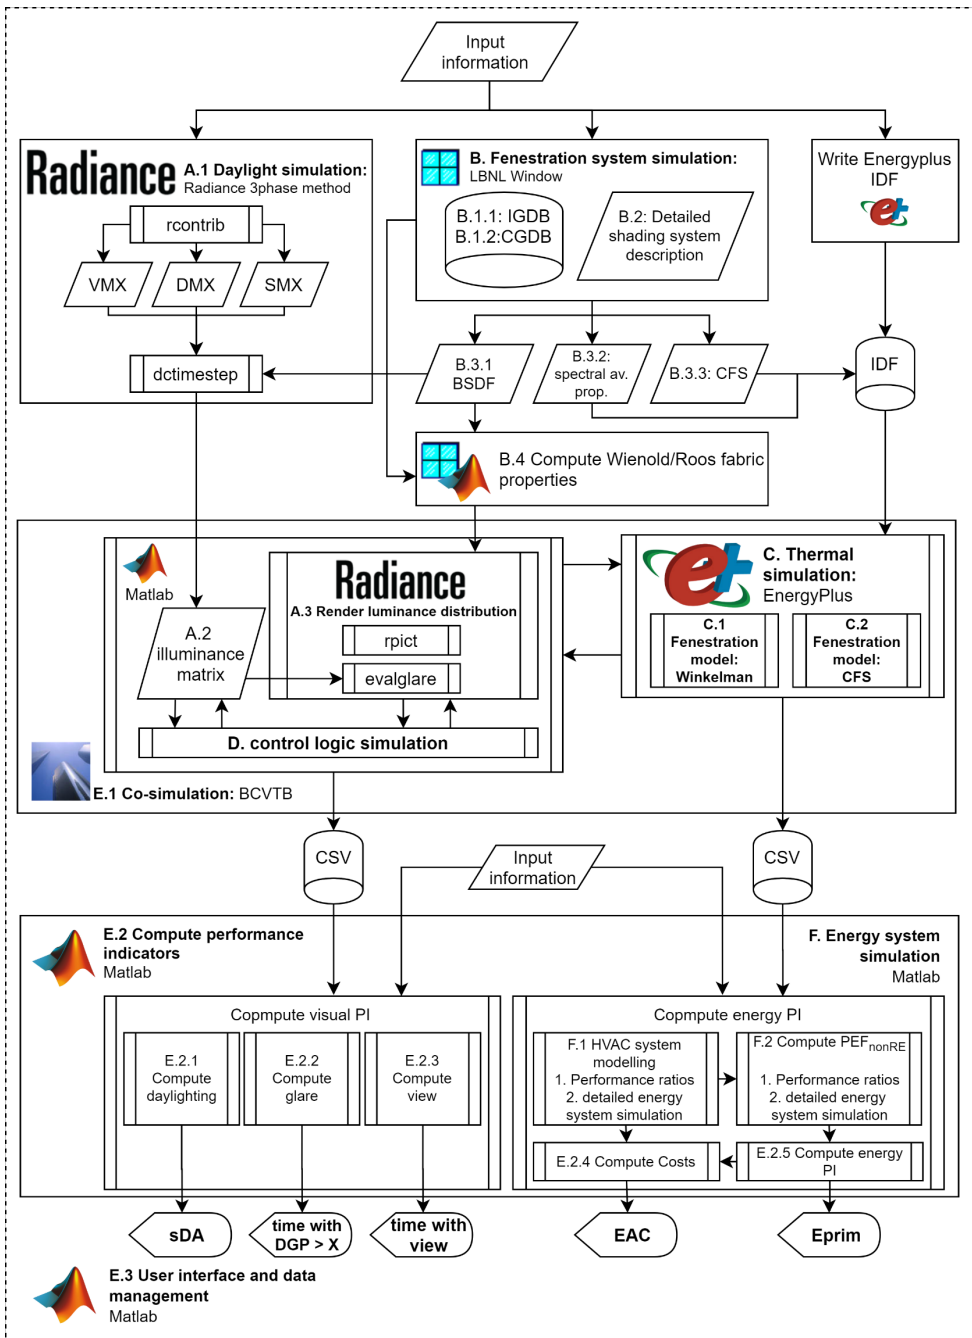 Input
information
Radiance
A.1 Daylight simulation:
Radiance 3phase method
rcontrib
VMX
DMX
SMX
dctimestep
B. Fenestration system simulation:
LBNL Window
B.1.1: IGDB
B.1.2:CGDB
B.2: Detailed
shading system
description
Write Energyplus
IDF
e+
B.3.1
BSDF
B.3.2:
spectral av.
prop.
B.3.3: CFS
IDF
B.4 Compute Wienold/Roos fabric
properties
Matlab
A.2
illuminance
matrix
Radiance
A.3 Render luminance distribution
rpict
evalglare
D. control logic simulation
e+
C. Thermal
simulation:
EnergyPlus
C.1
Fenestration
model:
Winkelman
C.2
Fenestration
model:
CFS
E.1 Co-simulation: BCVTB
CSV
Input
information
CSV
E.2 Compute performance
indicators
Matlab
F. Energy system
simulation
Matlab
Copmpute visual PI
E.2.1
Compute
daylighting
E.2.2
Compute
glare
E.2.3
Compute
view
Copmpute energy PI
F.1 HVAC system
modelling
1. Performance ratios
2. detailed energy
system simulation
F.2 Compute PEFnonRE
1. Performance ratios
2. detailed energy
system simulation
E.2.4 Compute Costs
E.2.5 Compute energy
PI
sDA
time with
DGP > X
time with
view
EAC
Eprim
E.3 User interface and data
management
Matlab